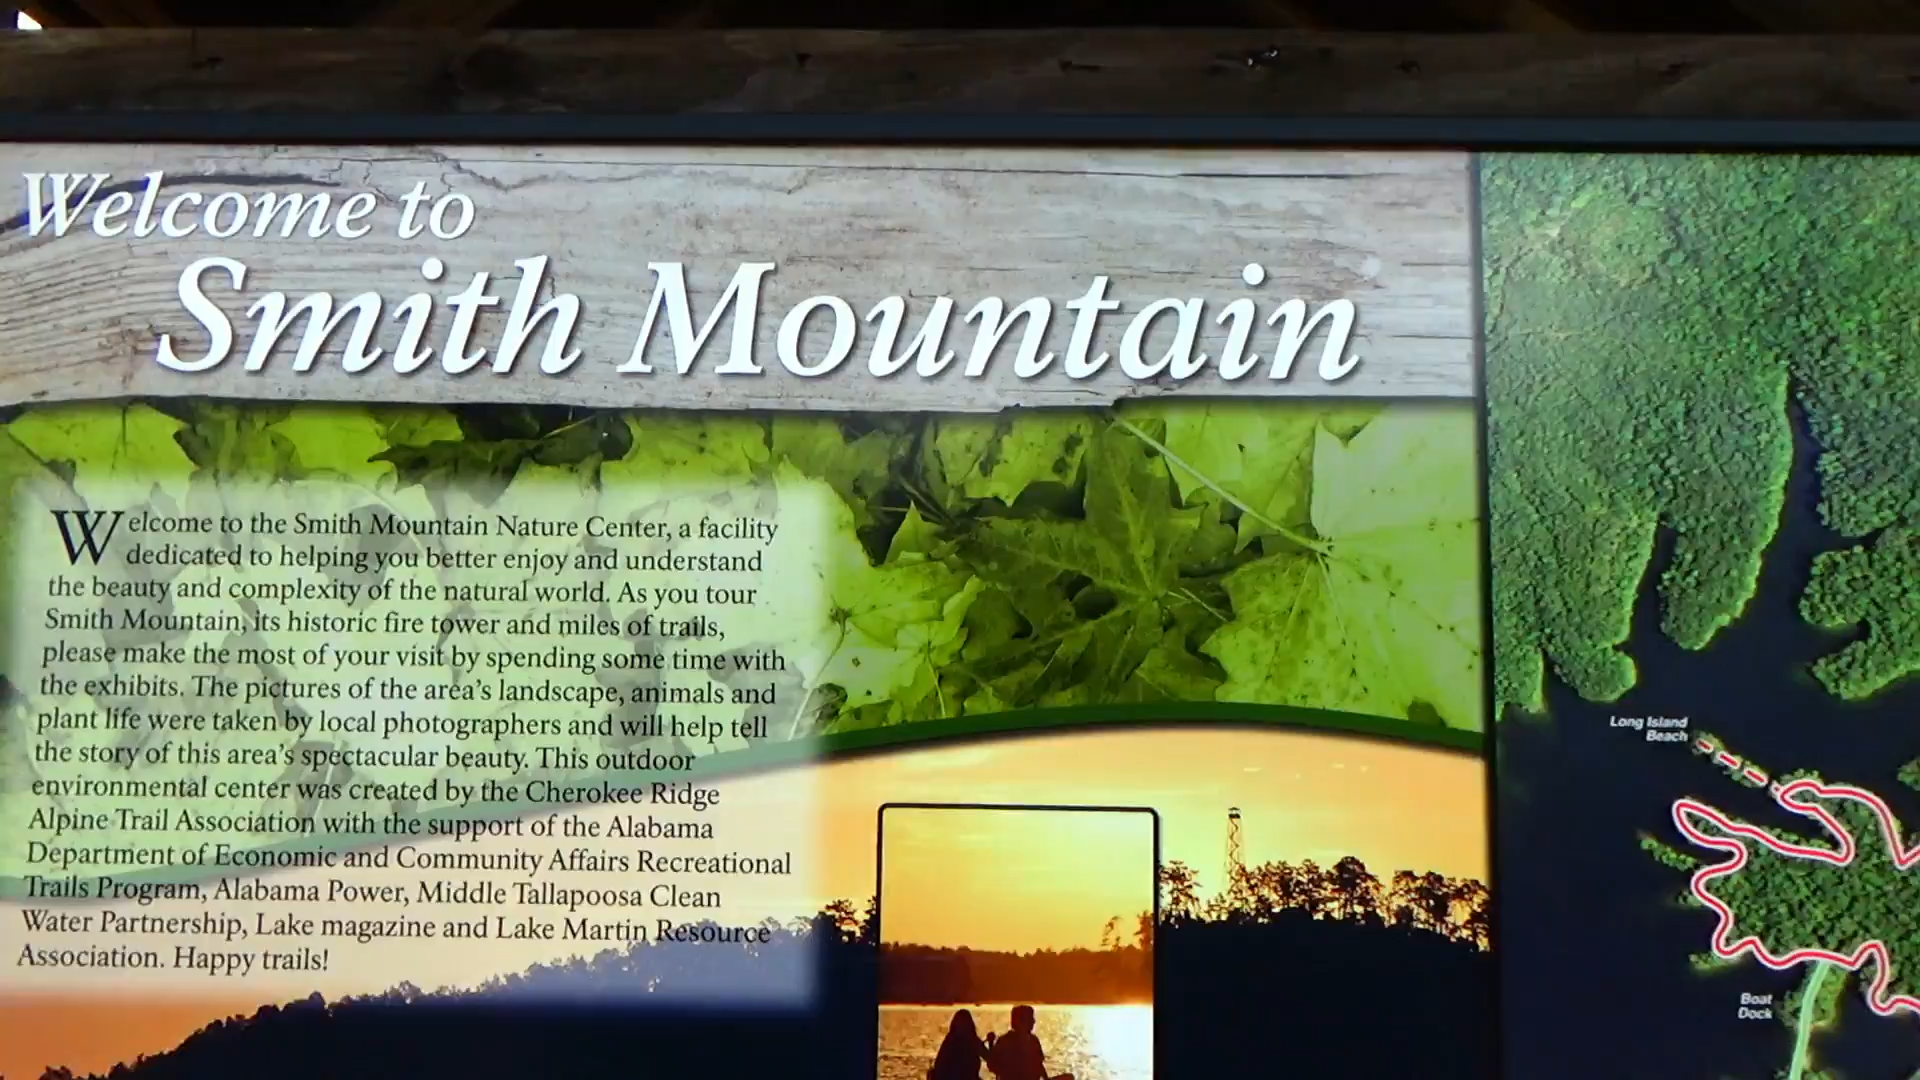 Welcome to
Smith Mountain
Welcome to the Smith Mountain Nature Center, a facility
dedicated to helping you better enjoy and understand
the beauty and complexity of the natural world. As you tour
Smith Mountain, its historic fire tower and miles of trails,
please make the most of your visit by spending some time with
the exhibits. The pictures of the area's landscape, animals and
plant life were taken by local photographers and will help tell
the story of this area's spectacular beauty. This outdoor
environmental center was created by the Cherokee Ridge
Alpine Trail Association with the support of the Alabama
Department of Economic and Community Affairs Recreational
Trails Program, Alabama Power, Middle Tallapoosa Clean
Water Partnership, Lake magazine and Lake Martin Resource
Association. Happy trails!
Long Island
Beach
Boat
Dock